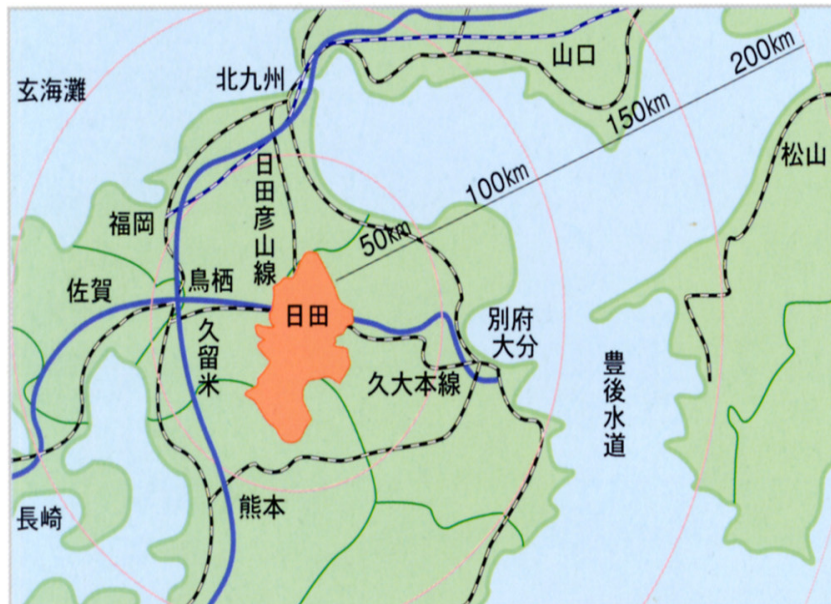 玄海灘
北九州
山口
200km
150km
松山
日田彦山線
100km
福岡
50km
佐賀
鳥栖
日田
別府
大分
久留米
久大本線
豊後水道
長崎
熊本